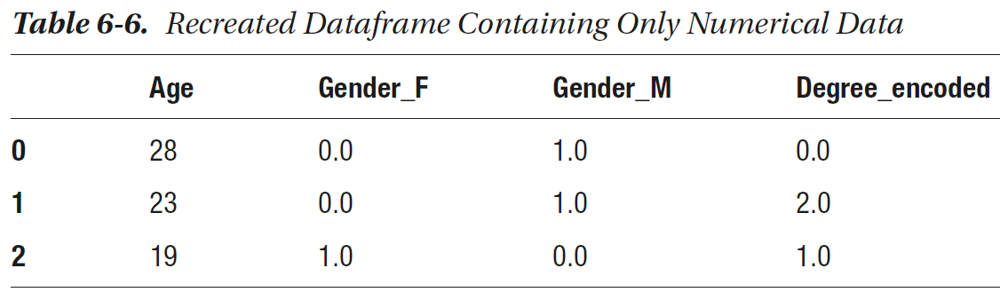 Table 6-6. Recreated Dataframe Containing Only Numerical Data
Age Gender_F Gender_M Degree_encoded
0 28 0.0 1.0 0.0
1 23 0.0 1.0 2.0
2 19 1.0 0.0 1.0